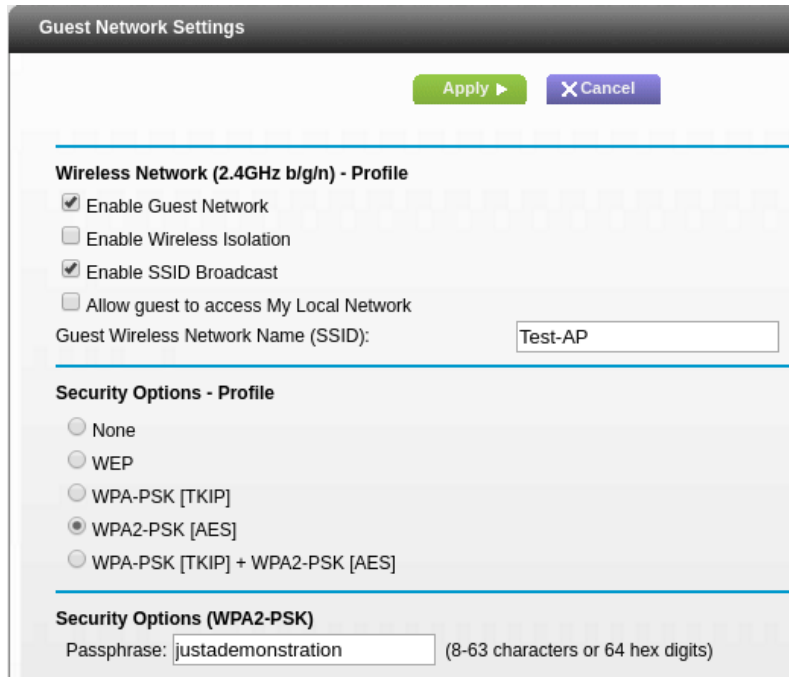 Guest Network Settings
Apply
Cancel
Wireless Network (2.4GHz b/g/n) - Profile
Enable Guest Network
Enable Wireless Isolation
Enable SSID Broadcast
Allow guest to access My Local Network
Guest Wireless Network Name (SSID): Test-AP
Security Options - Profile
None
WEP
WPA-PSK [TKIP]
WPA2-PSK [AES]
WPA-PSK [TKIP] + WPA2-PSK [AES]
Security Options (WPA2-PSK)
Passphrase: justademonstration (8-63 characters or 64 hex digits)